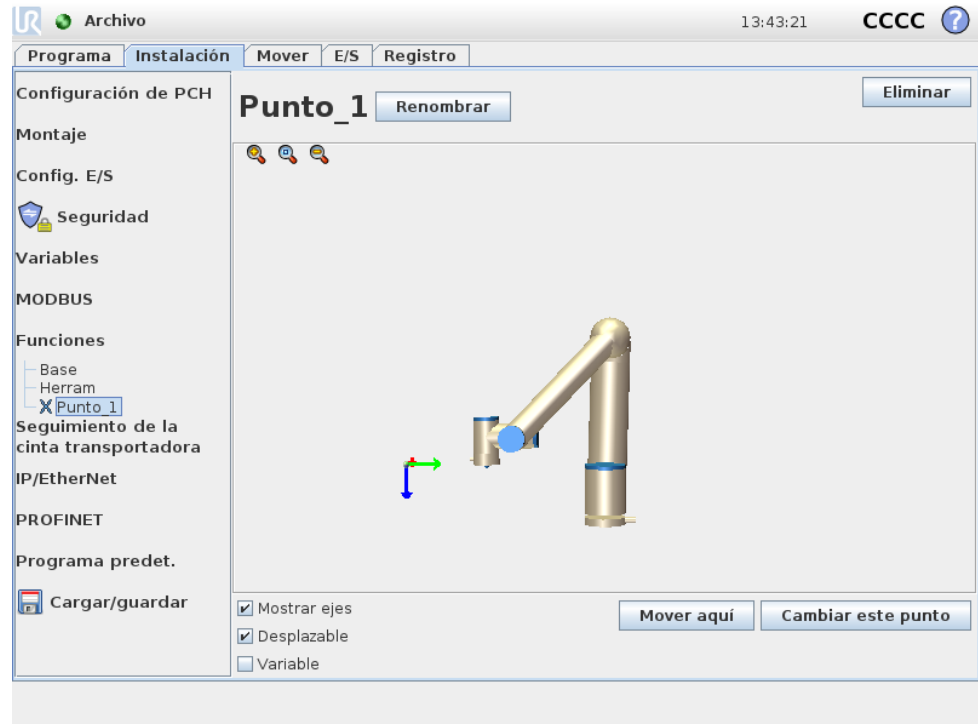 UR Archivo 13:43:21 CCCC ?
Programa Instalación Mover E/S Registro
Configuración de PCH
Montaje
Config. E/S
Seguridad
Variables
MODBUS
Funciones
Base
Herram
Punto_1
Seguimiento de la
cinta transportadora
IP/EtherNet
PROFINET
Programa predet.
Cargar/guardar
Punto_1 Renombrar Eliminar
Mostrar ejes
Desplazable
Variable
Mover aquí Cambiar este punto